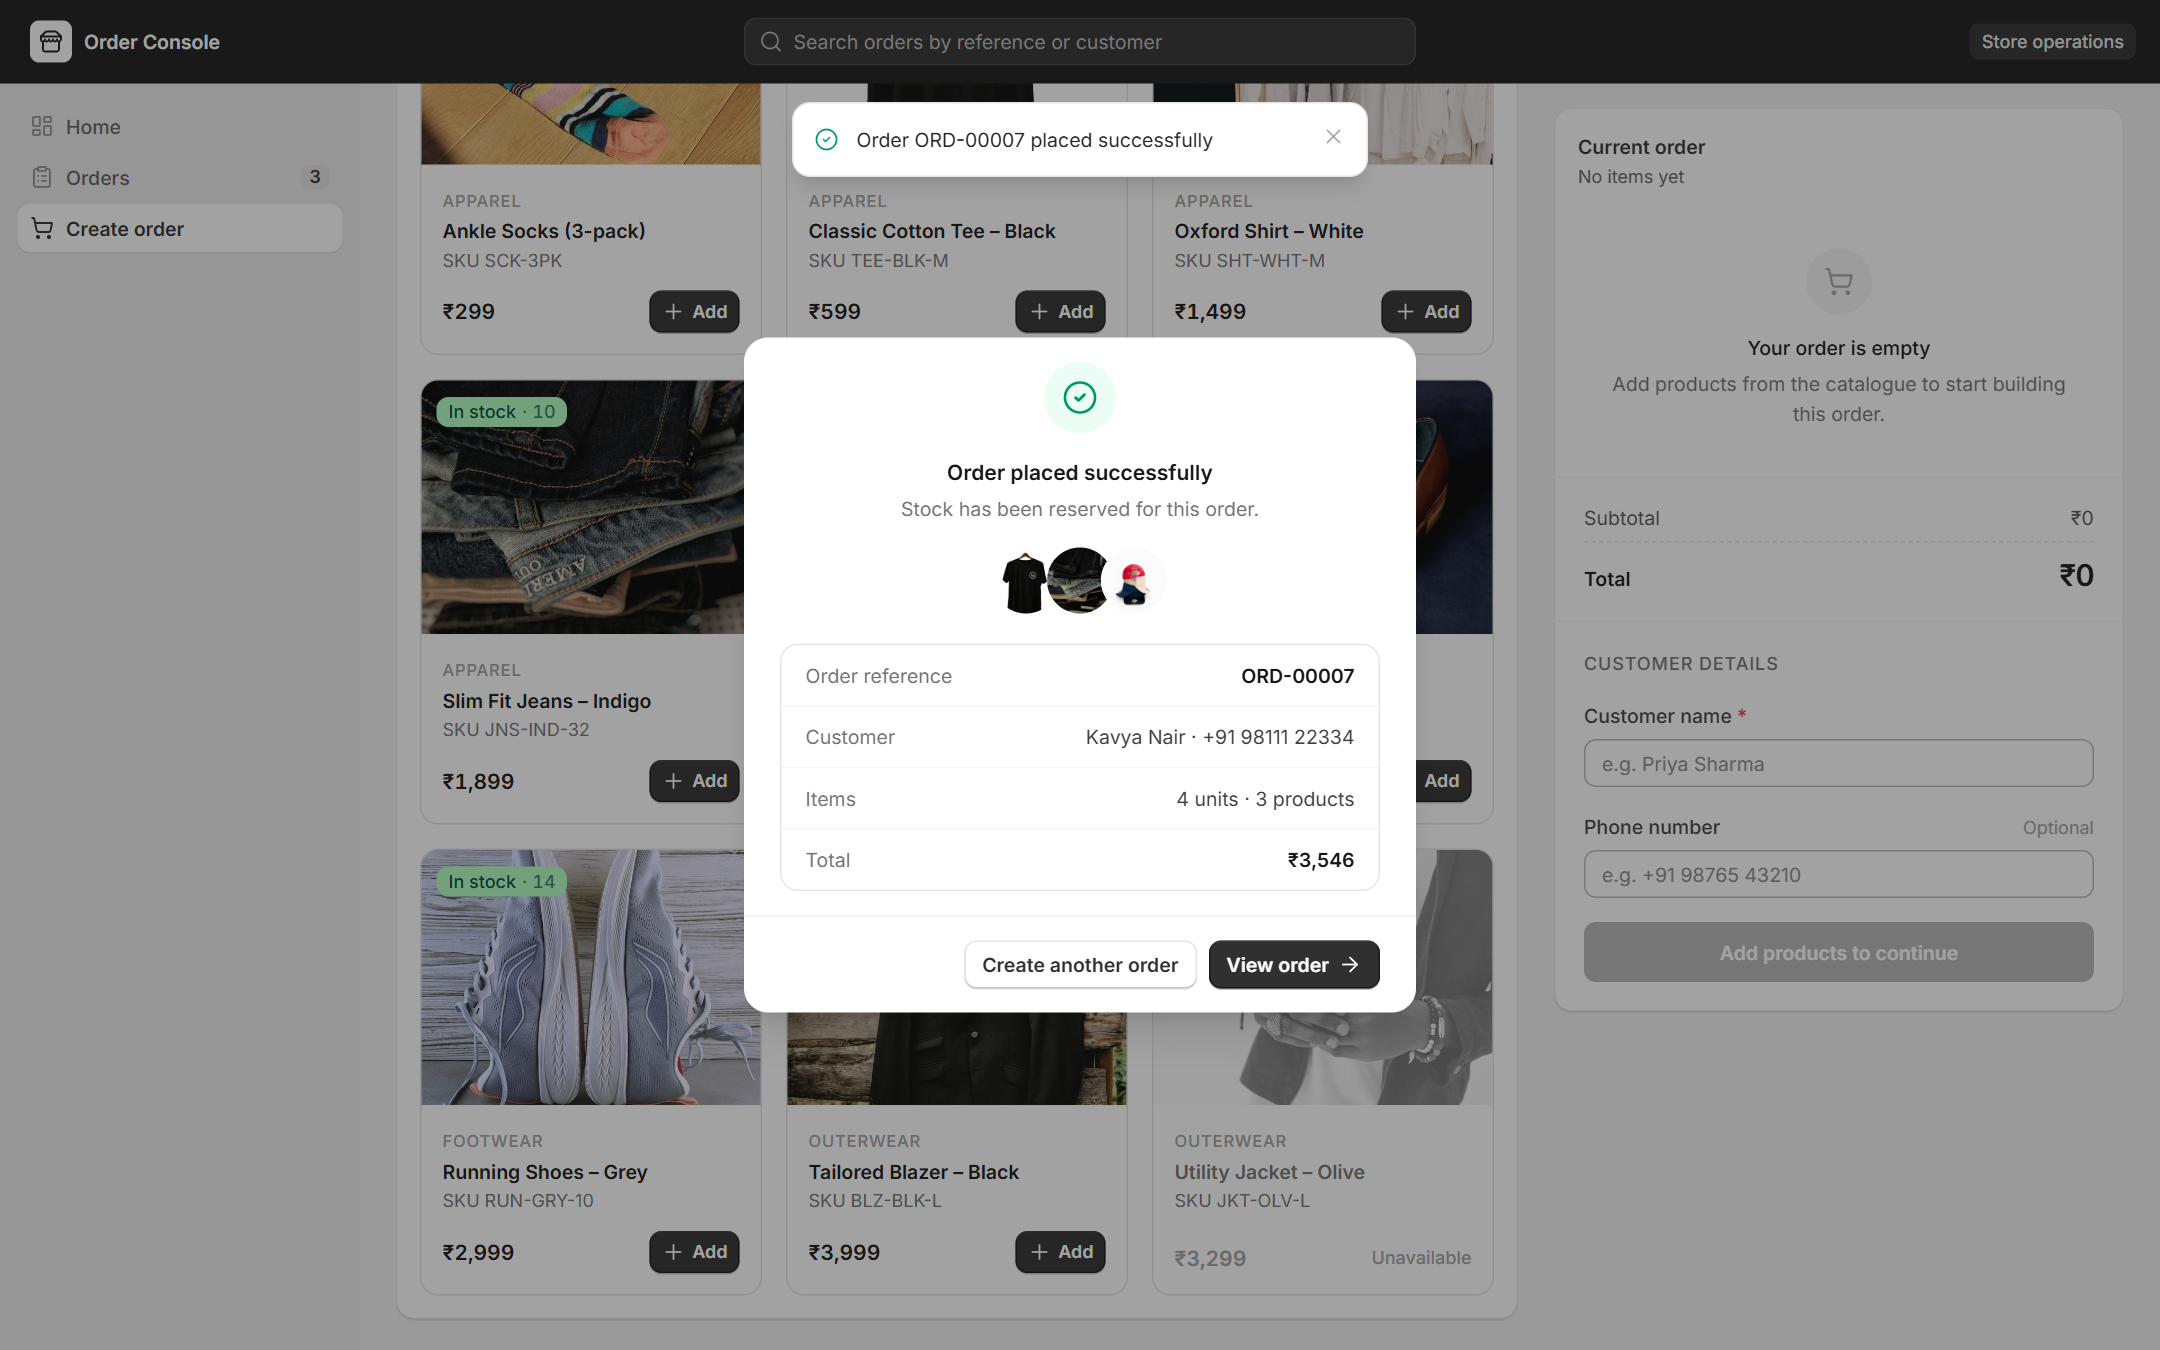 Order Console
Search orders by reference or customer
Store operations
Home
Orders
3
Create order
Order ORD-00007 placed successfully
APPAREL
Ankle Socks (3-pack)
SKU SCK-3PK
₹299
Add
APPAREL
Classic Cotton Tee – Black
SKU TEE-BLK-M
₹599
Add
APPAREL
Oxford Shirt – White
SKU SHT-WHT-M
₹1,499
Add
In stock · 10
AMERI
OU
APPAREL
Slim Fit Jeans – Indigo
SKU JNS-IND-32
₹1,899
Add
Add
In stock · 14
FOOTWEAR
Running Shoes – Grey
SKU RUN-GRY-10
₹2,999
Add
OUTERWEAR
Tailored Blazer – Black
SKU BLZ-BLK-L
₹3,999
Add
OUTERWEAR
Utility Jacket – Olive
SKU JKT-OLV-L
₹3,299
Unavailable
Order placed successfully
Stock has been reserved for this order.
Order reference
ORD-00007
Customer
Kavya Nair · +91 98111 22334
Items
4 units · 3 products
Total
₹3,546
Create another order
View order
Current order
No items yet
Your order is empty
Add products from the catalogue to start building
this order.
Subtotal
₹0
Total
₹0
CUSTOMER DETAILS
Customer name *
e.g. Priya Sharma
Phone number
Optional
e.g. +91 98765 43210
Add products to continue